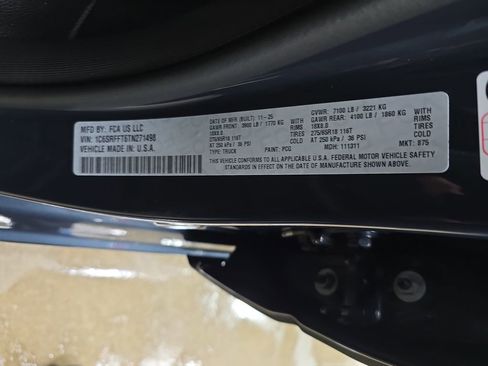 MFD BY: FCA US LLC
VIN: 1C6SRFFT6TN271498
VEHICLE MADE IN: U.S.A.
DATE OF MFR (BUILT): 11-25
GAWR FRONT: 3900 LB / 1770 KG WITH
18X8.0 RIMS
275/65R18 116T TIRES
AT 250 kPa / 36 PSI COLD
TYPE: TRUCK PAINT: PCQ
GVWR: 7100 LB / 3221 KG
GAWR REAR: 4100 LB / 1860 KG WITH
18X8.0 RIMS
275/65R18 116T TIRES
AT 250 kPa / 36 PSI COLD
MDH: 111311 MKT: 875
THIS VEHICLE CONFORMS TO ALL APPLICABLE U.S.A. FEDERAL MOTOR VEHICLE SAFETY
STANDARDS IN EFFECT ON THE DATE OF MANUFACTURE SHOWN ABOVE.